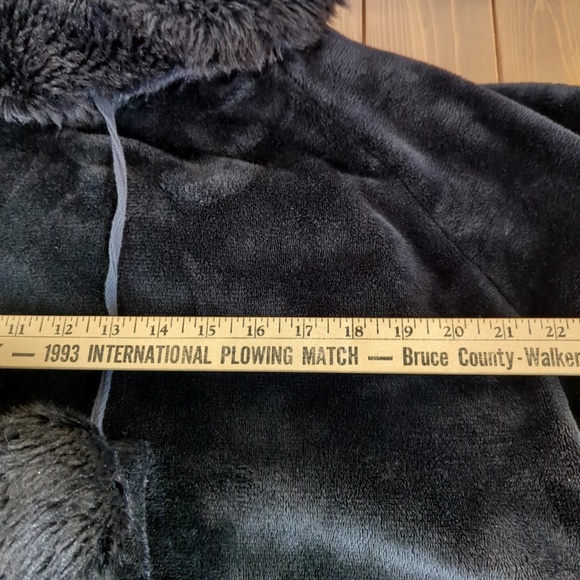 11 12 13 14 15 16 17 18 19 20 21 22
— 1993 INTERNATIONAL PLOWING MATCH — Bruce County-Walker